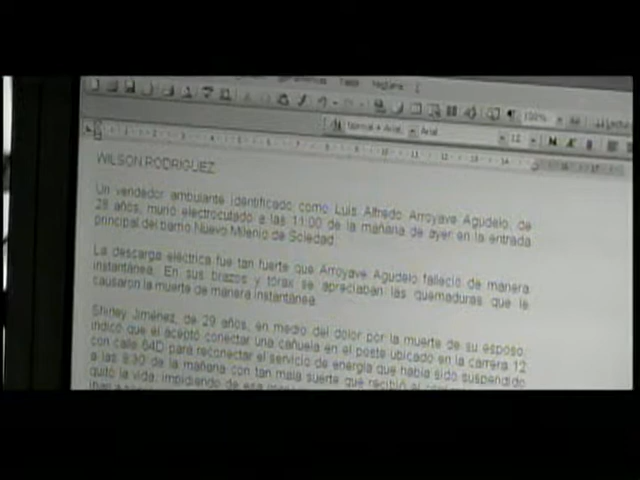 100%
Normal + Arial
Arial
12
WILSON RODRIGUEZ
Un vendedor ambulante identificado como Luis Alfredo Arroyave Agudelo, de
28 años, murió electrocutado a las 11:00 de la mañana de ayer en la entrada
principal del barrio Nuevo Milenio de Soledad.
La descarga eléctrica fue tan fuerte que Arroyave Agudelo falleció de manera
instantánea. En sus brazos y tórax se apreciaban las quemaduras que le
causaron la muerte de manera instantánea.
Shirley Jiménez, de 29 años, en medio del dolor por la muerte de su esposo
indicó que él aceptó conectar una cañuela en el poste ubicado en la carrera 12
con calle 64D para reconectar el servicio de energía que había sido suspendido
a las 8:30 de la mañana con tan mala suerte que recibió
quitó la vida, impidiendo de esa